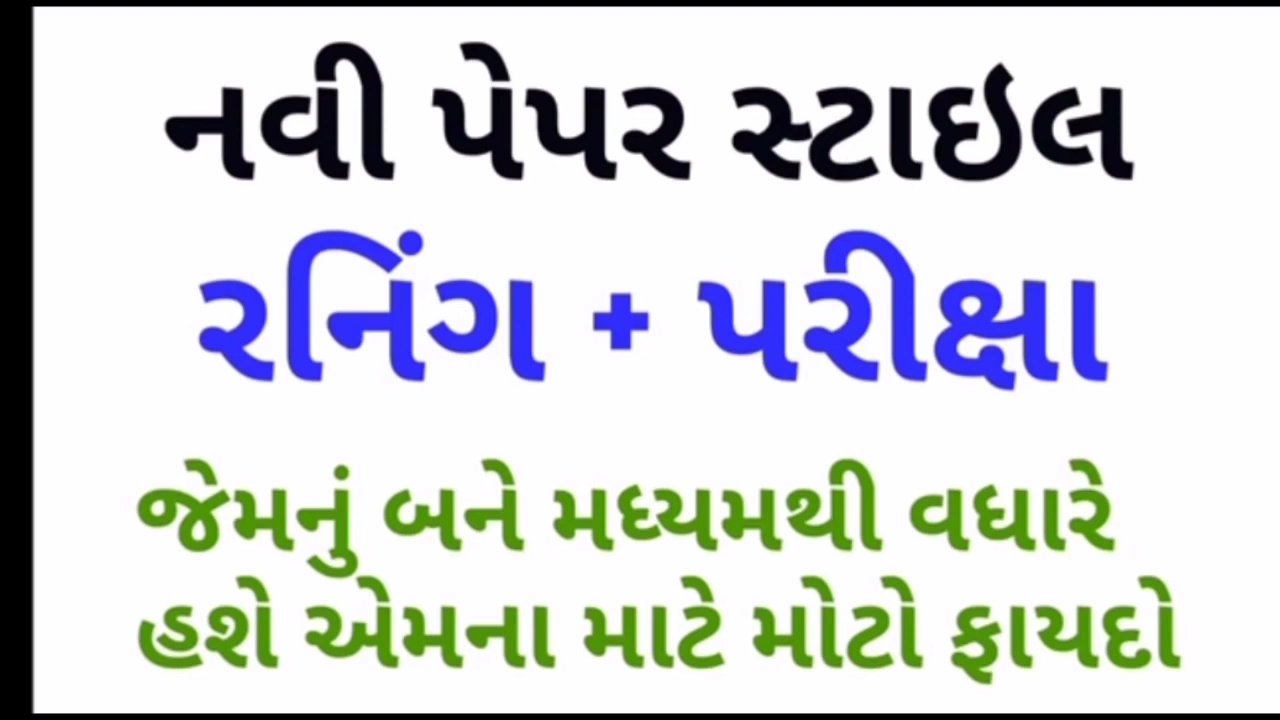 નવી પેપર સ્ટાઇલ
રનિંગ + પરીક્ષા
જેમનું બને મધ્યમથી વધારે
હશે એમના માટે મોટો ફાયદો